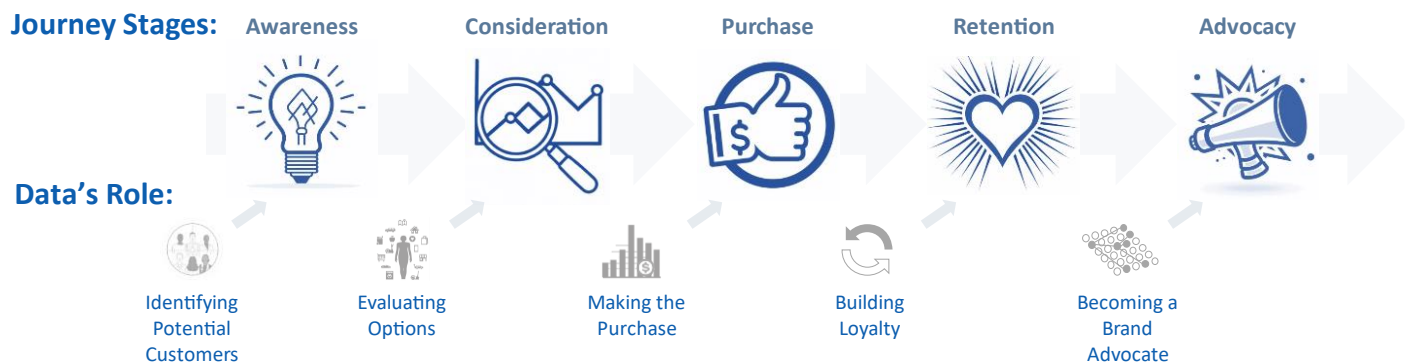 Journey Stages: Awareness Consideration Purchase Retention Advocacy
$
Data's Role:
$
Identifying Evaluating Making the Building Becoming a
Potential Options Purchase Loyalty Brand
Customers Advocate